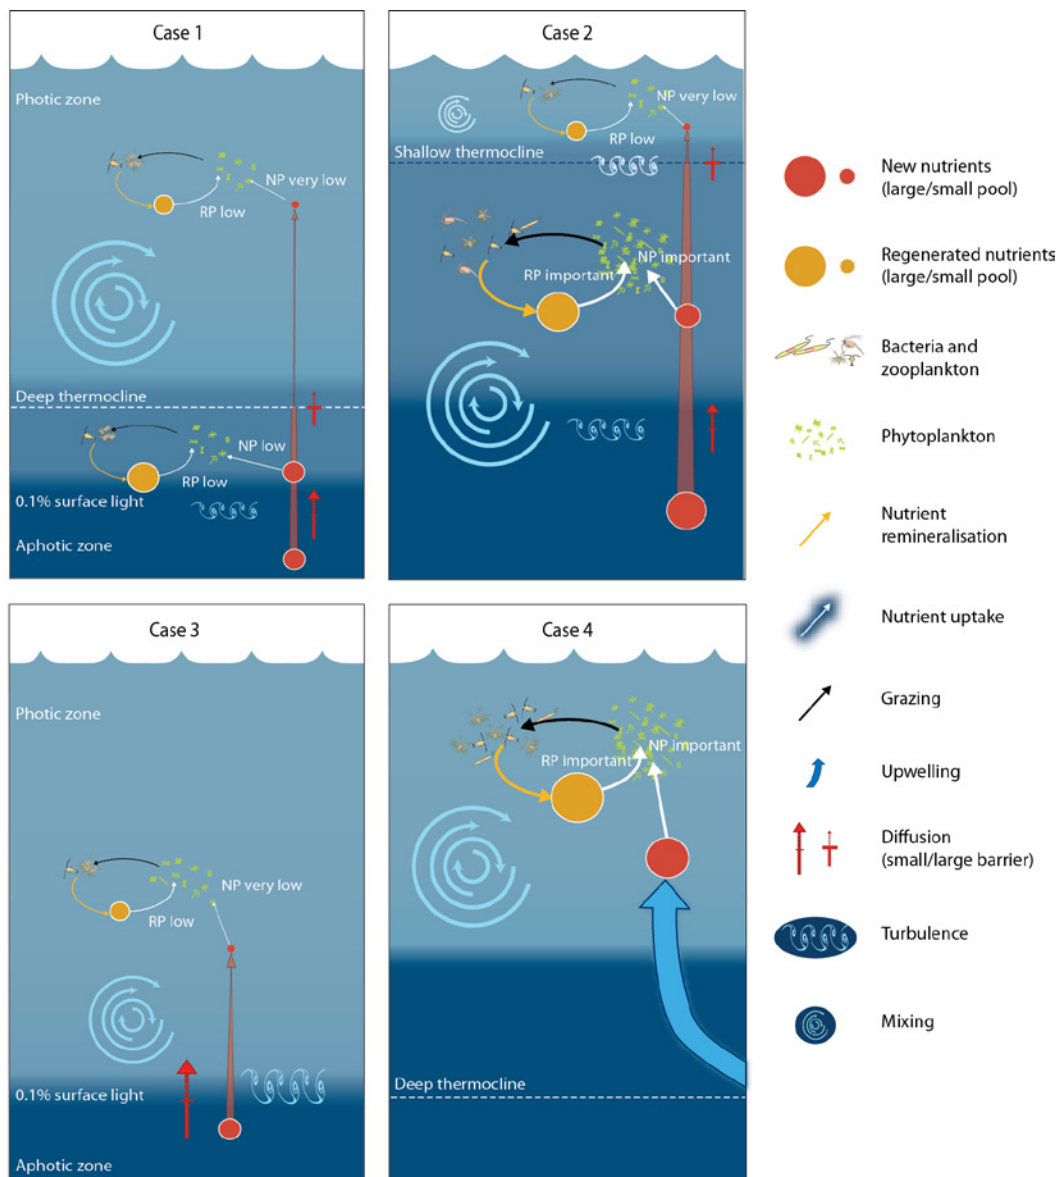 Case 1
Photic zone
NP very low
RP low
Deep thermocline
NP low
RP low
0.1% surface light
Aphotic zone
Case 2
NP very low
RP low
Shallow thermocline
NP important
RP important
Case 3
Photic zone
NP very low
RP low
0.1% surface light
Aphotic zone
Case 4
NP important
RP important
Deep thermocline
New nutrients
(large/small pool)
Regenerated nutrients
(large/small pool)
Bacteria and
zooplankton
Phytoplankton
Nutrient
remineralisation
Nutrient uptake
Grazing
Upwelling
Diffusion
(small/large barrier)
Turbulence
Mixing